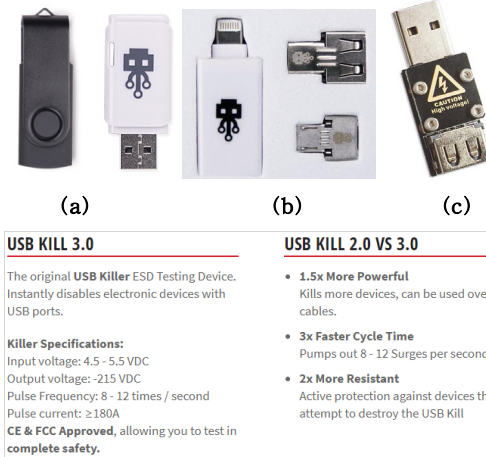 CAUTION
High voltage!
(a)
(b)
(c)
USB KILL 3.0
The original USB Killer ESD Testing Device.
Instantly disables electronic devices with
USB ports.
Killer Specifications:
Input voltage: 4.5 - 5.5 VDC
Output voltage: -215 VDC
Pulse Frequency: 8 - 12 times / second
Pulse current: ≥180A
CE & FCC Approved, allowing you to test in
complete safety.
USB KILL 2.0 VS 3.0
• 1.5x More Powerful
Kills more devices, can be used ove
cables.
• 3x Faster Cycle Time
Pumps out 8 - 12 Surges per second
• 2x More Resistant
Active protection against devices th
attempt to destroy the USB Kill